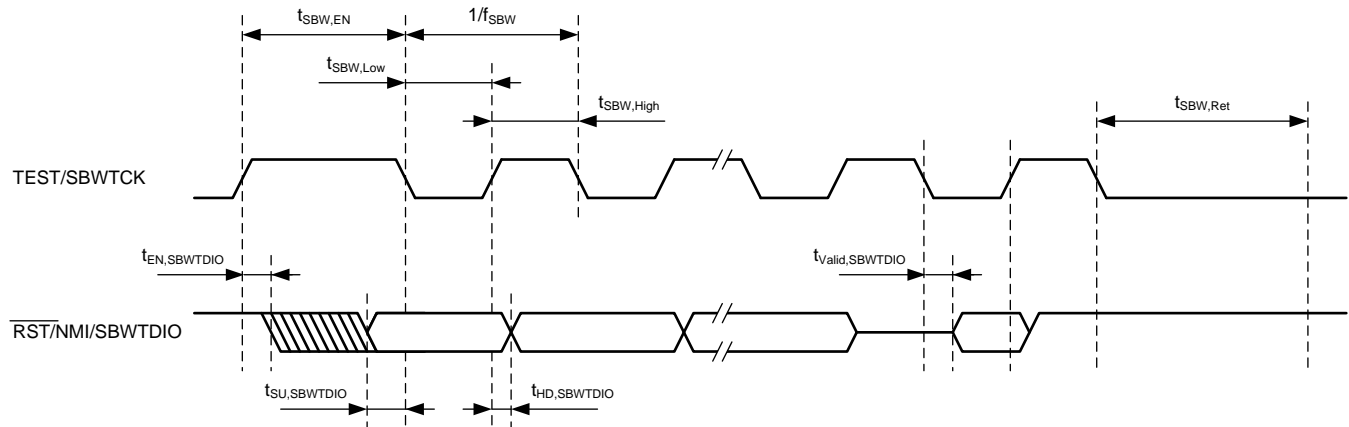 tSBW,EN
1/fSBW
tSBW,Low
tSBW,High
tSBW,Ret
TEST/SBWTCK
tEN,SBWTDIO
tValid,SBWTDIO
RST/NMI/SBWTDIO
tSU,SBWTDIO
tHD,SBWTDIO